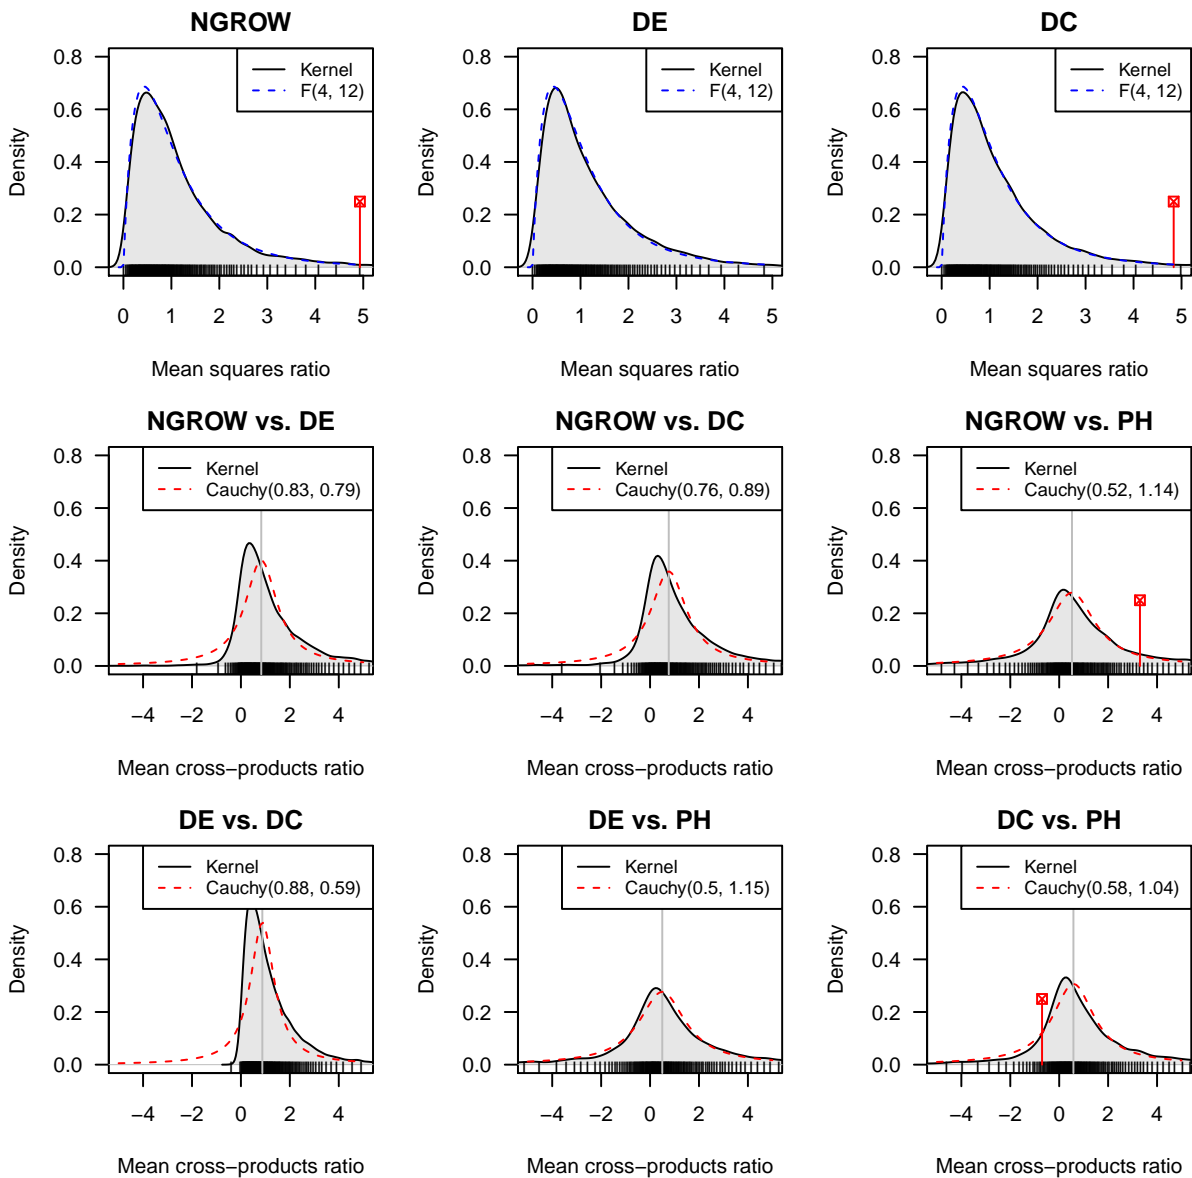 NGROW
DE
DC
Density
0.0
0.2
0.4
0.6
0.8
Kernel
F(4, 12)
0 1 2 3 4 5
Mean squares ratio
Density
0.0
0.2
0.4
0.6
0.8
Kernel
F(4, 12)
0 1 2 3 4 5
Mean squares ratio
Density
0.0
0.2
0.4
0.6
0.8
Kernel
F(4, 12)
0 1 2 3 4 5
Mean squares ratio
NGROW vs. DE
NGROW vs. DC
NGROW vs. PH
Density
0.0
0.2
0.4
0.6
0.8
Kernel
Cauchy(0.83, 0.79)
−4 −2 0 2 4
Mean cross−products ratio
Density
0.0
0.2
0.4
0.6
0.8
Kernel
Cauchy(0.76, 0.89)
−4 −2 0 2 4
Mean cross−products ratio
Density
0.0
0.2
0.4
0.6
0.8
Kernel
Cauchy(0.52, 1.14)
−4 −2 0 2 4
Mean cross−products ratio
DE vs. DC
DE vs. PH
DC vs. PH
Density
0.0
0.2
0.4
0.6
0.8
Kernel
Cauchy(0.88, 0.59)
−4 −2 0 2 4
Mean cross−products ratio
Density
0.0
0.2
0.4
0.6
0.8
Kernel
Cauchy(0.5, 1.15)
−4 −2 0 2 4
Mean cross−products ratio
Density
0.0
0.2
0.4
0.6
0.8
Kernel
Cauchy(0.58, 1.04)
−4 −2 0 2 4
Mean cross−products ratio